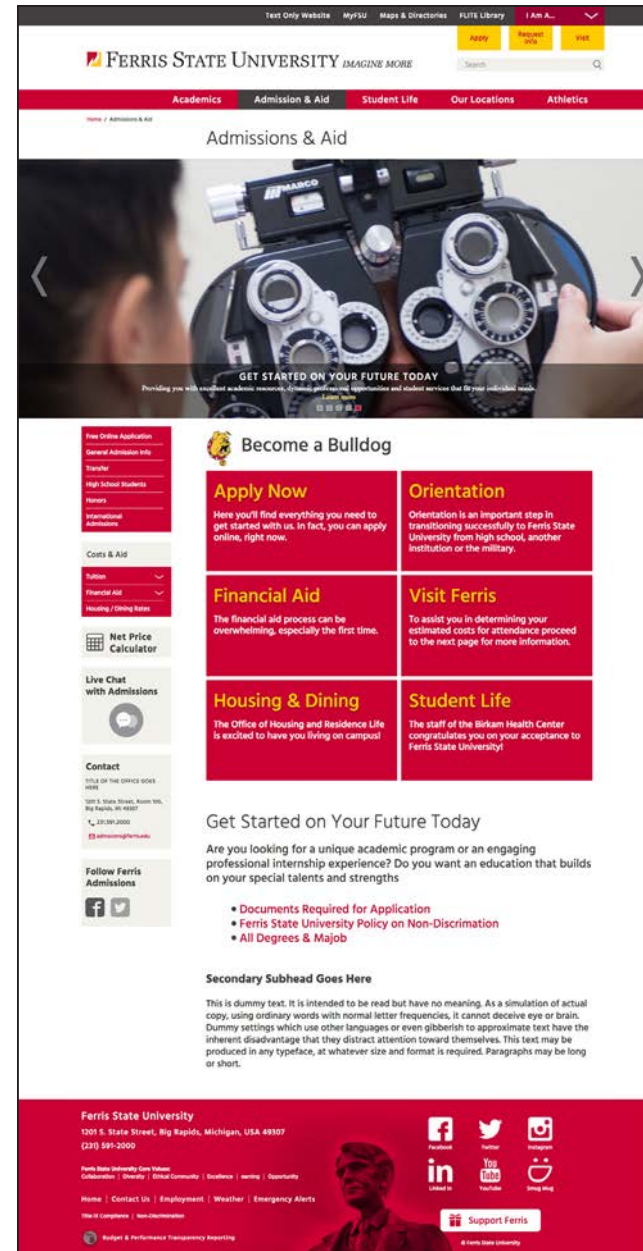 Text Only Website MyFSU Maps & Directories FLITE Library I Am A...
Apply Request Info Visit
FERRIS STATE UNIVERSITY IMAGINE MORE
Search
Academics Admission & Aid Student Life Our Locations Athletics
Home / Admissions & Aid
Admissions & Aid
MARCO
GET STARTED ON YOUR FUTURE TODAY
Providing you with excellent academic resources, dynamic professional opportunities and student services that fit your individual needs.
Learn more
Free Online Application
General Admission Info
Transfer
High School Students
Honors
International
Admissions
Costs & Aid
Tuition
Financial Aid
Housing / Dining Rates
Net Price
Calculator
Live Chat
with Admissions
Contact
TITLE OF THE OFFICE GOES
HERE
1201 S. State Street, Room 101,
Big Rapids, MI 49307
231.591.2000
admissions@ferris.edu
Follow Ferris
Admissions
Become a Bulldog
Apply Now
Here you'll find everything you need to
get started with us. In fact, you can apply
online, right now.
Orientation
Orientation is an important step in
transitioning successfully to Ferris State
University from high school, another
institution or the military.
Financial Aid
The financial aid process can be
overwhelming, especially the first time.
Visit Ferris
To assist you in determining your
estimated costs for attendance proceed
to the next page for more information.
Housing & Dining
The Office of Housing and Residence Life
is excited to have you living on campus!
Student Life
The staff of the Birkam Health Center
congratulates you on your acceptance to
Ferris State University!
Get Started on Your Future Today
Are you looking for a unique academic program or an engaging
professional internship experience? Do you want an education that builds
on your special talents and strengths
• Documents Required for Application
• Ferris State University Policy on Non-Discrimation
• All Degrees & Majob
Secondary Subhead Goes Here
This is dummy text. It is intended to be read but have no meaning. As a simulation of actual
copy, using ordinary words with normal letter frequencies, it cannot deceive eye or brain.
Dummy settings which use other languages or even gibberish to approximate text have the
inherent disadvantage that they distract attention toward themselves. This text may be
produced in any typeface, at whatever size and format is required. Paragraphs may be long
or short.
Ferris State University
1201 S. State Street, Big Rapids, Michigan, USA 49307
(231) 591-2000
Ferris State University Core Values:
Collaboration | Diversity | Ethical Community | Excellence | earning | Opportunity
Home | Contact Us | Employment | Weather | Emergency Alerts
Title IX Compliance | Non-Discrimination
Budget & Performance Transparency Reporting
Facebook Twitter Instagram
in You Tube
Linked In YouTube Smug Mug
Support Ferris
© Ferris State University